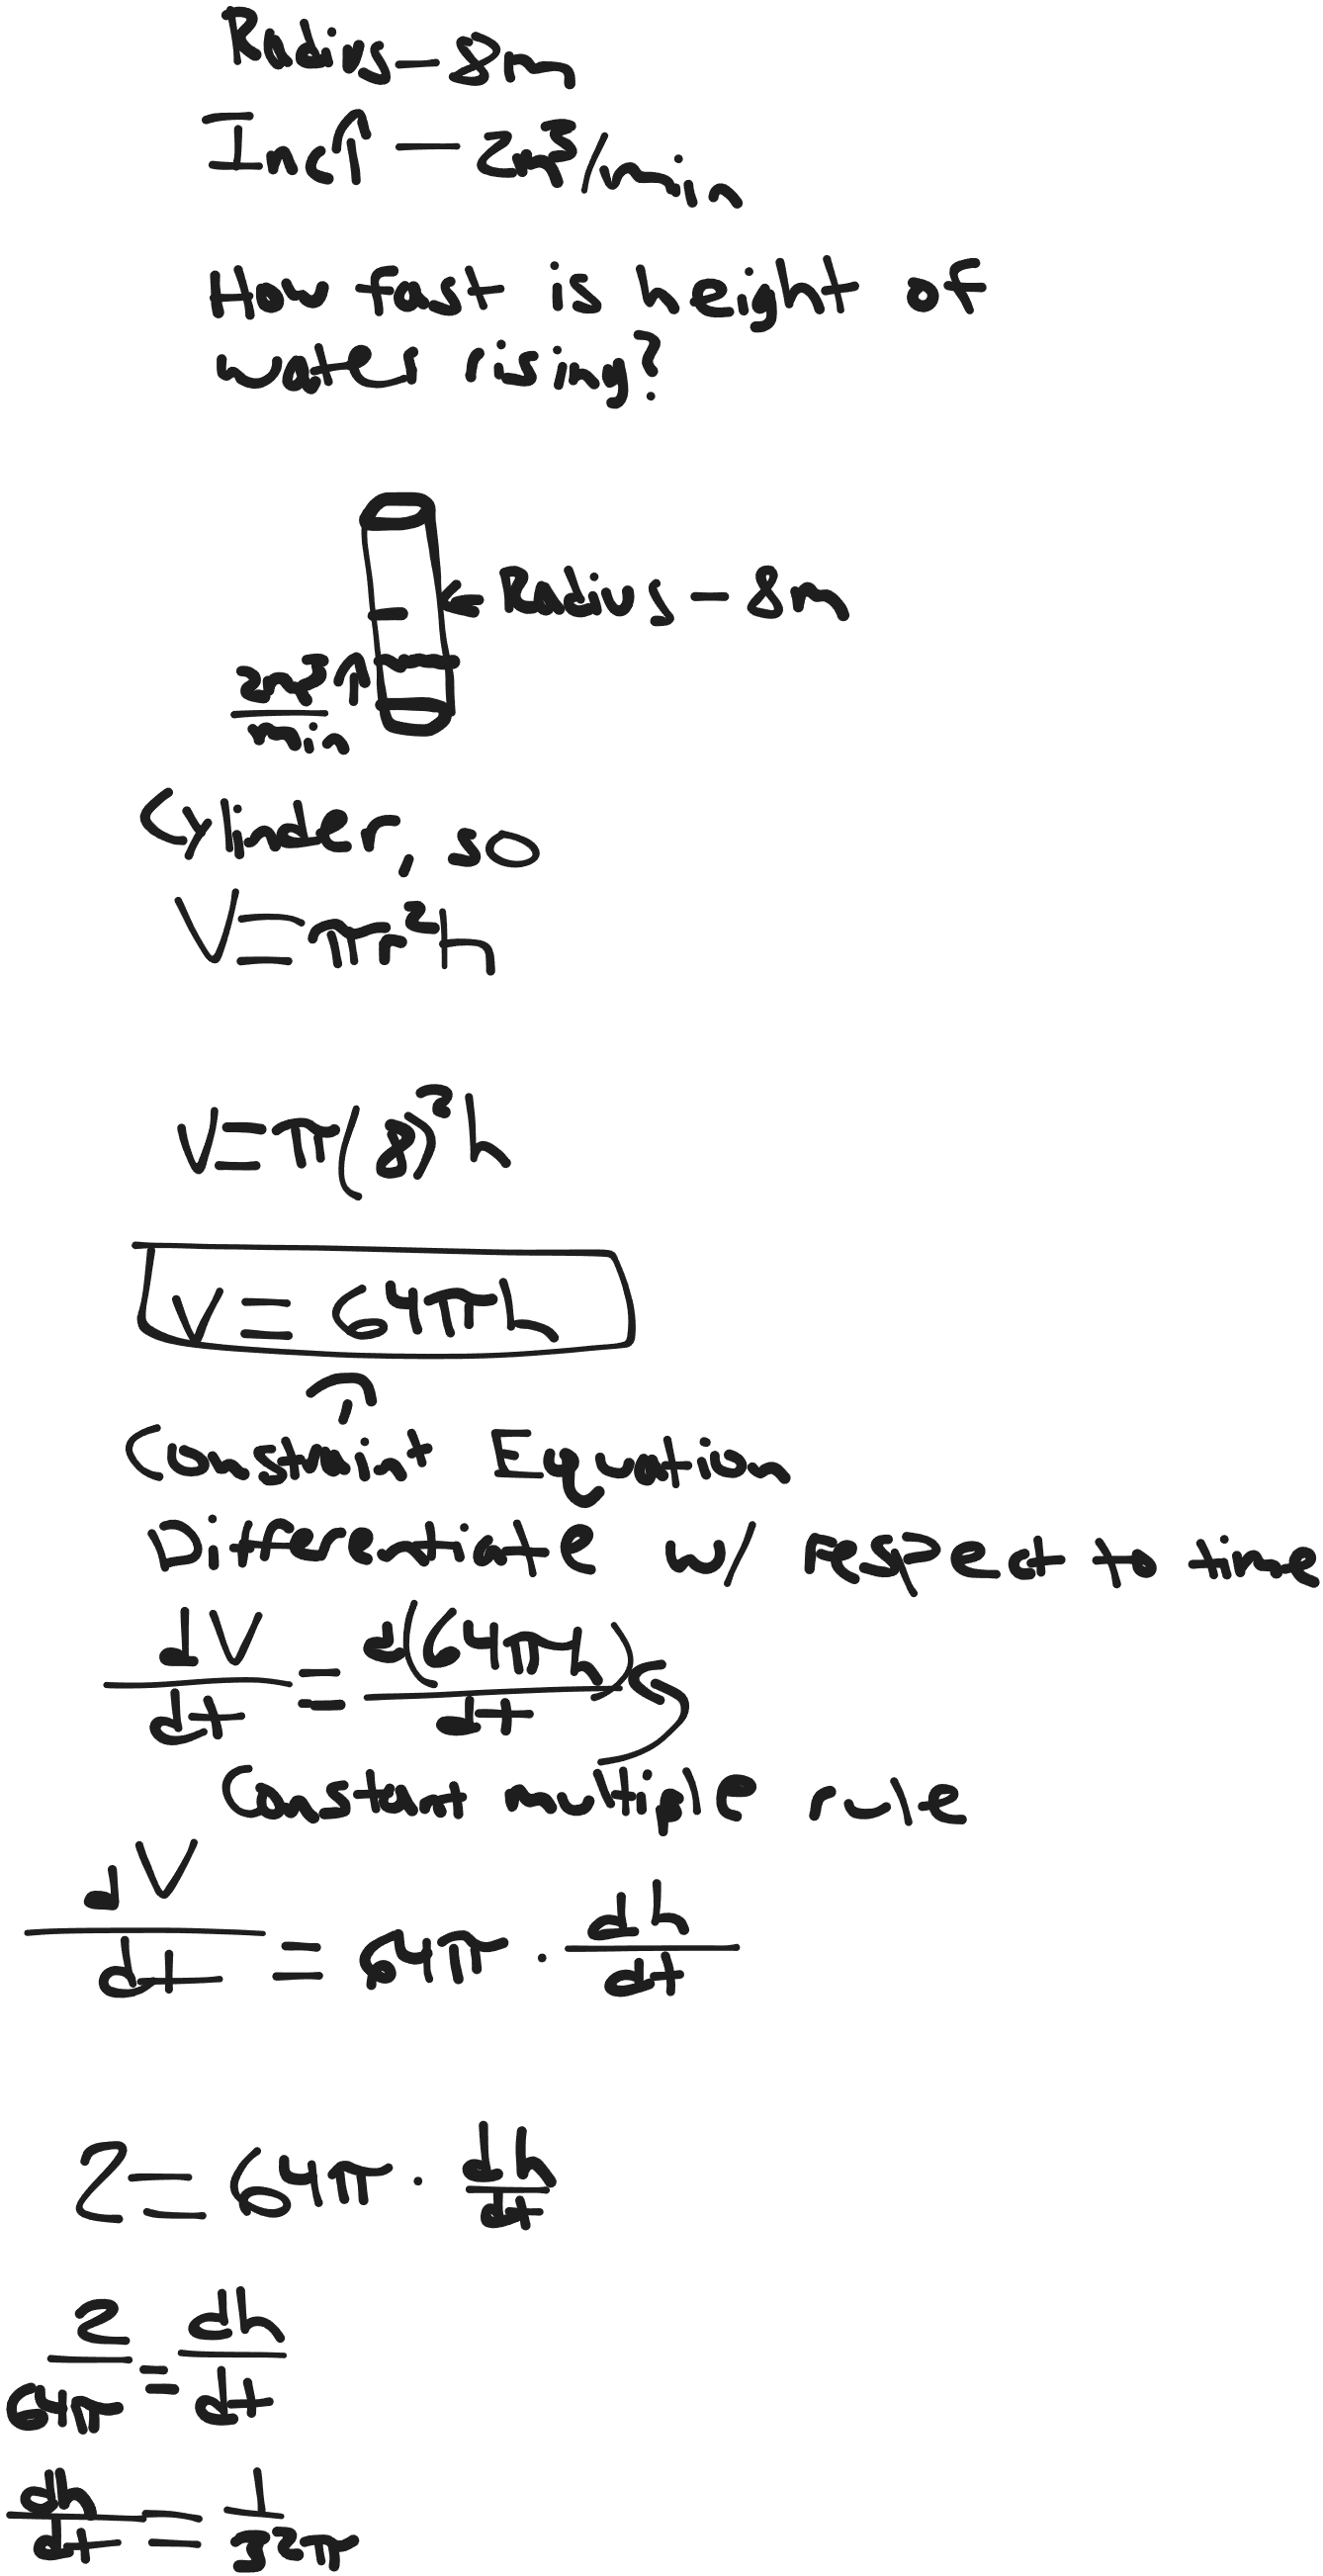 Radius - 8m
Inc↑ - 2m³/min
How fast is height of
water rising?
← Radius - 8m
2m³/min ↑
Cylinder, so
V=πr²h
V=π(8)²h
V = 64πh
↑
Constraint Equation
Differentiate w/ respect to time
dV/dt = d(64πh)/dt
Constant multiple rule
dV/dt = 64π · dh/dt
2 = 64π · dh/dt
2/64π = dh/dt
dh/dt = 1/32π